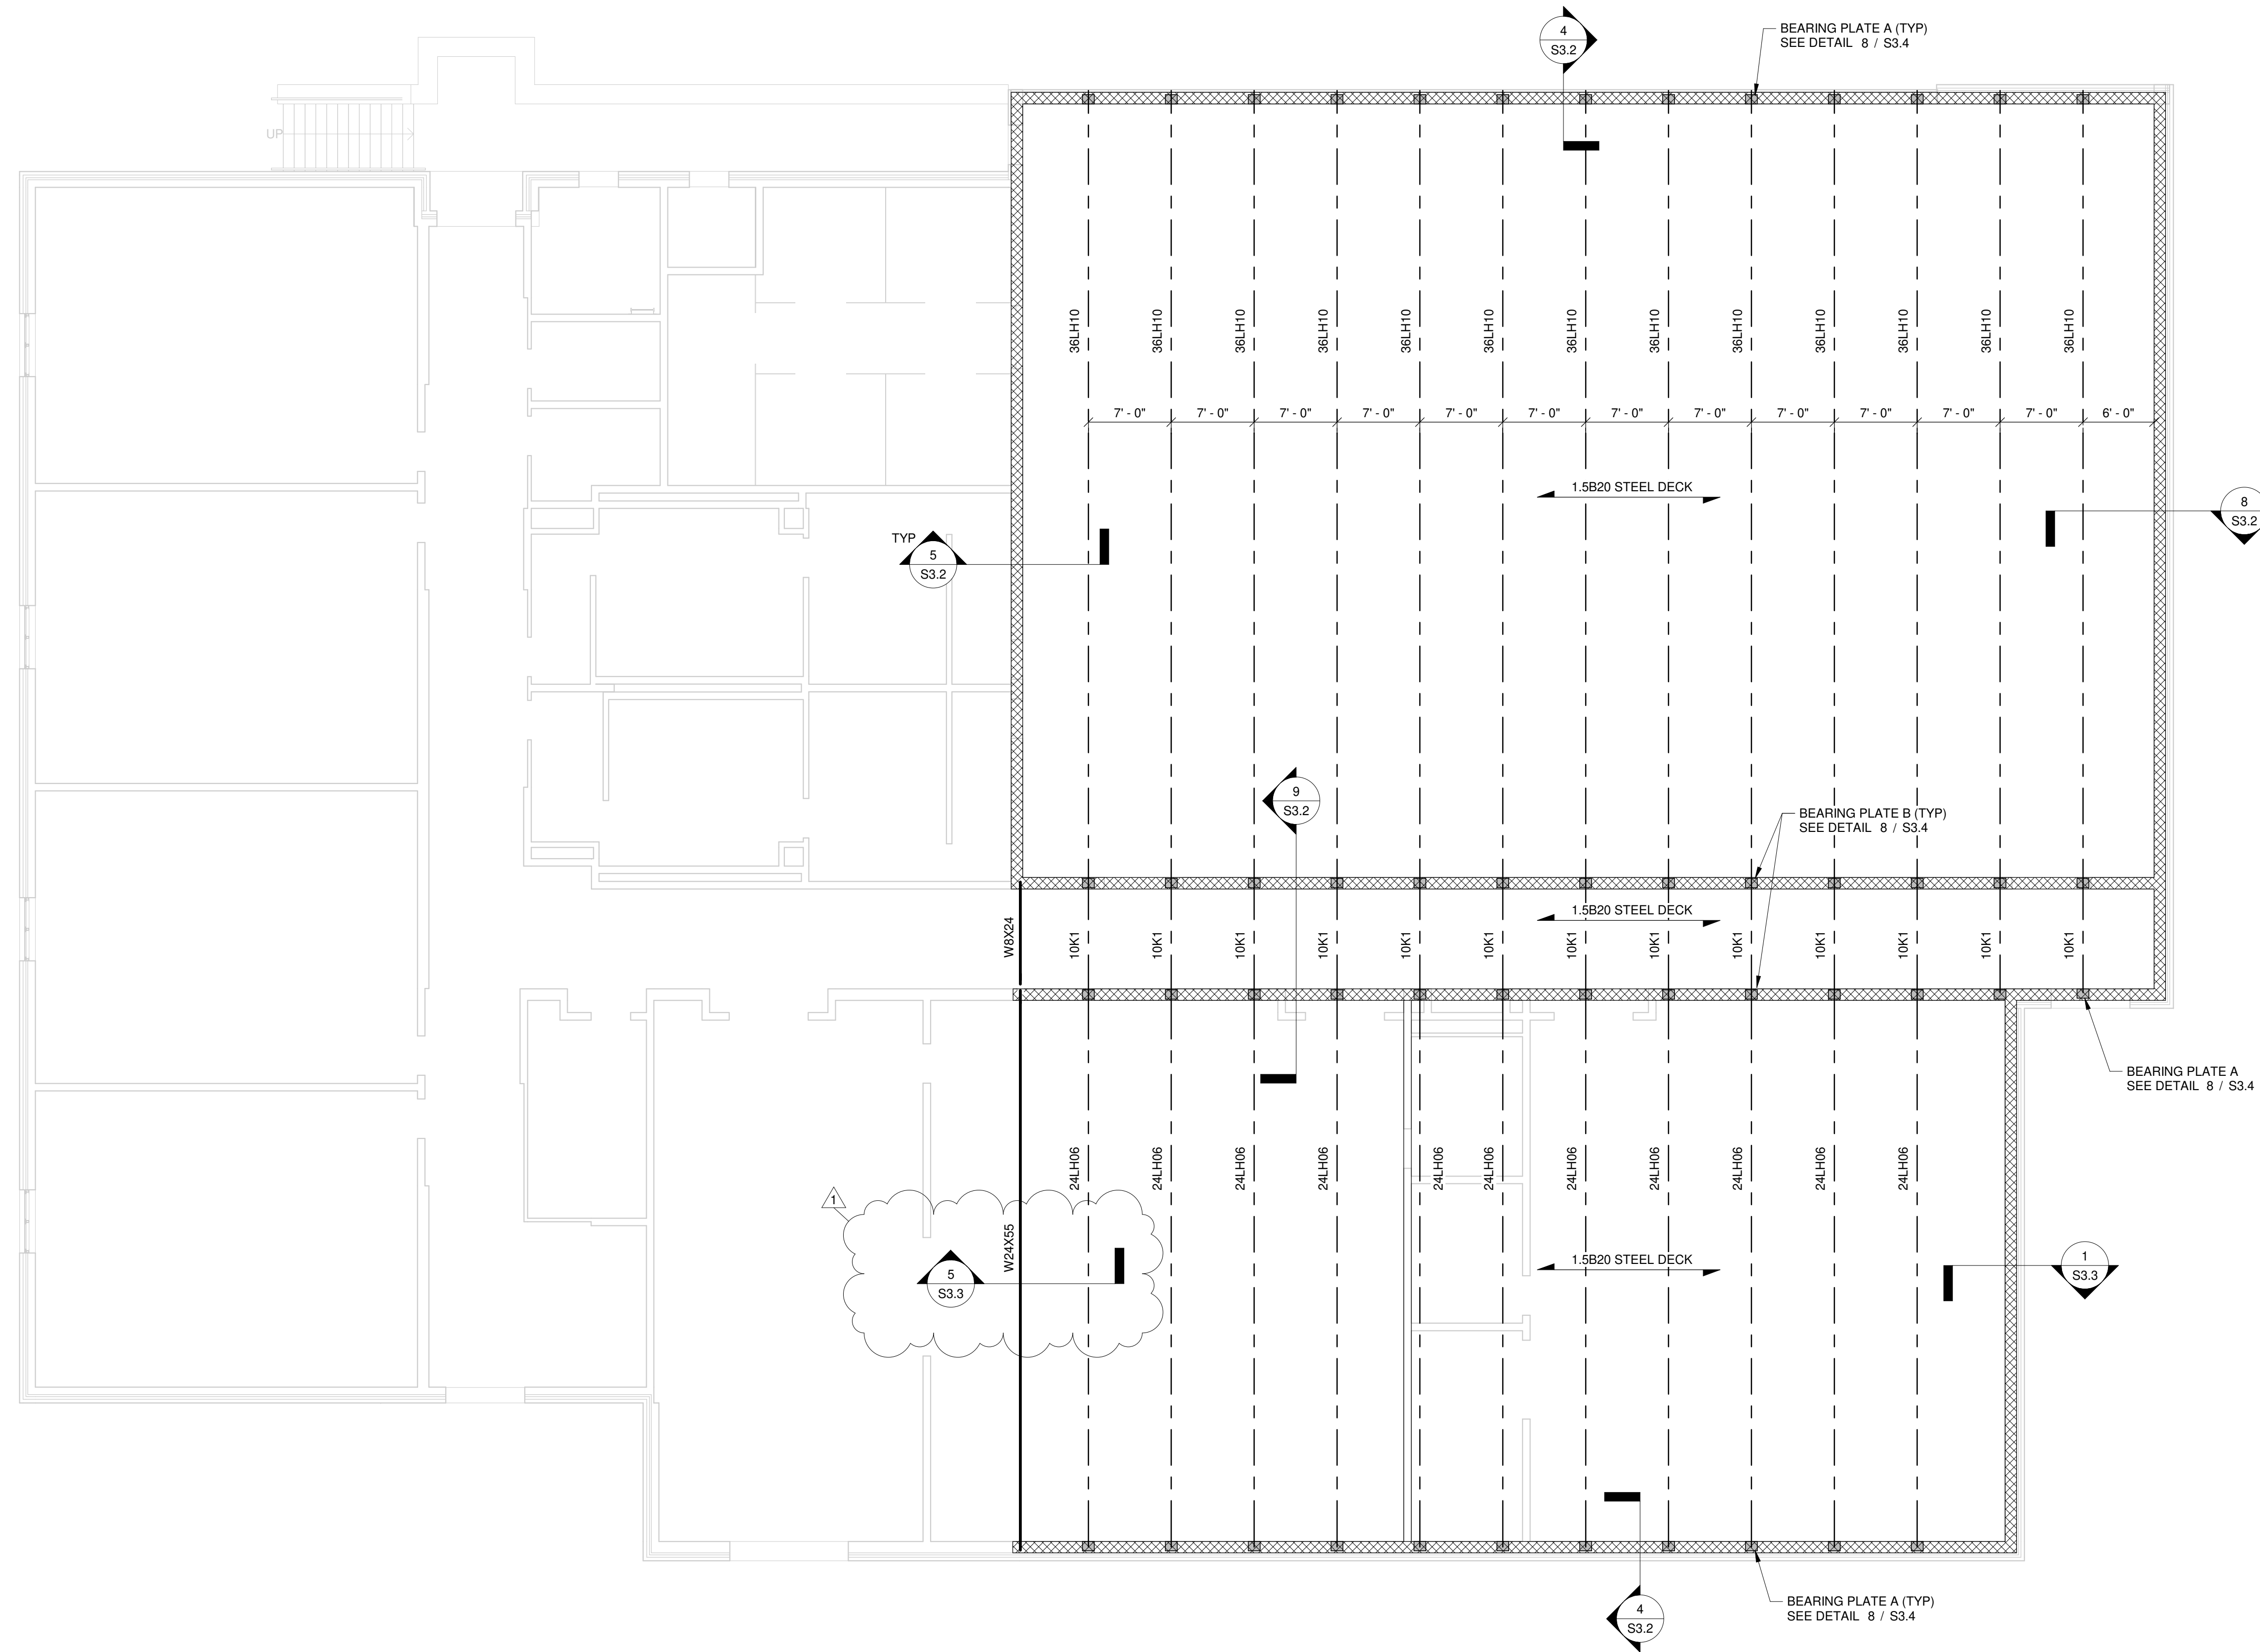 4
S3.2
BEARING PLATE A (TYP)
SEE DETAIL 8 / S3.4
UP
36LH10
36LH10
36LH10
36LH10
36LH10
36LH10
36LH10
36LH10
36LH10
36LH10
36LH10
36LH10
36LH10
7' - 0"
7' - 0"
7' - 0"
7' - 0"
7' - 0"
7' - 0"
7' - 0"
7' - 0"
7' - 0"
7' - 0"
7' - 0"
7' - 0"
6' - 0"
1.5B20 STEEL DECK
8
S3.2
TYP
5
S3.2
9
S3.2
BEARING PLATE B (TYP)
SEE DETAIL 8 / S3.4
1.5B20 STEEL DECK
W8X24
10K1
10K1
10K1
10K1
10K1
10K1
10K1
10K1
10K1
10K1
10K1
10K1
10K1
BEARING PLATE A
SEE DETAIL 8 / S3.4
24LH06
24LH06
24LH06
24LH06
24LH06
24LH06
24LH06
24LH06
24LH06
24LH06
24LH06
1
W24X55
5
S3.3
1.5B20 STEEL DECK
1
S3.3
4
S3.2
BEARING PLATE A (TYP)
SEE DETAIL 8 / S3.4